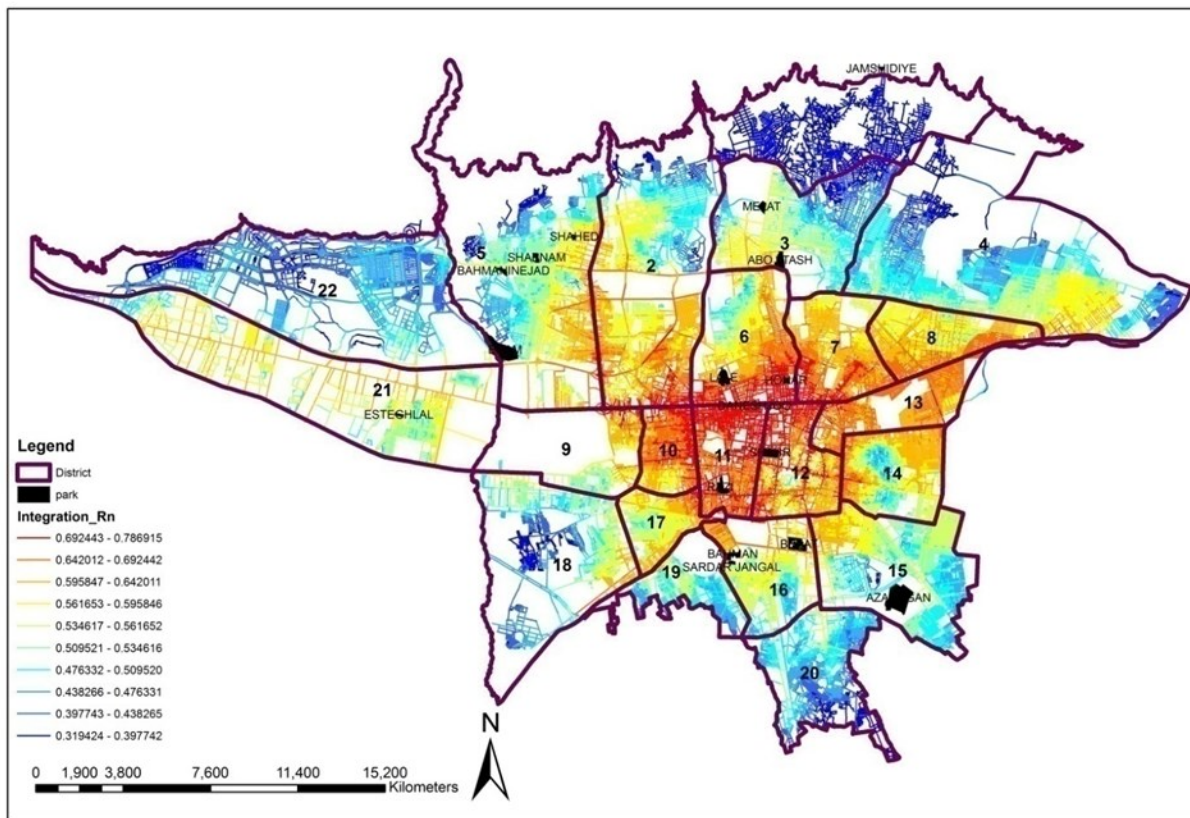 JAMSHIDIYE
MELAT
SHAHED
5
3
4
SHABNAM
ABO ATASH
2
BAHMANINEJAD
22
6
7
8
21
ESTEGHLAL
13
9
10
11
12
14
17
BAHMAN
SARDAR JANGAL
18
19
16
15
20
Legend
District
park
Integration_Rn
0.692443 - 0.786915
0.642012 - 0.692442
0.595847 - 0.642011
0.561653 - 0.595846
0.534617 - 0.561652
0.509521 - 0.534616
0.476332 - 0.509520
0.438266 - 0.476331
0.397743 - 0.438265
0.319424 - 0.397742
N
0 1,900 3,800 7,600 11,400 15,200
Kilometers